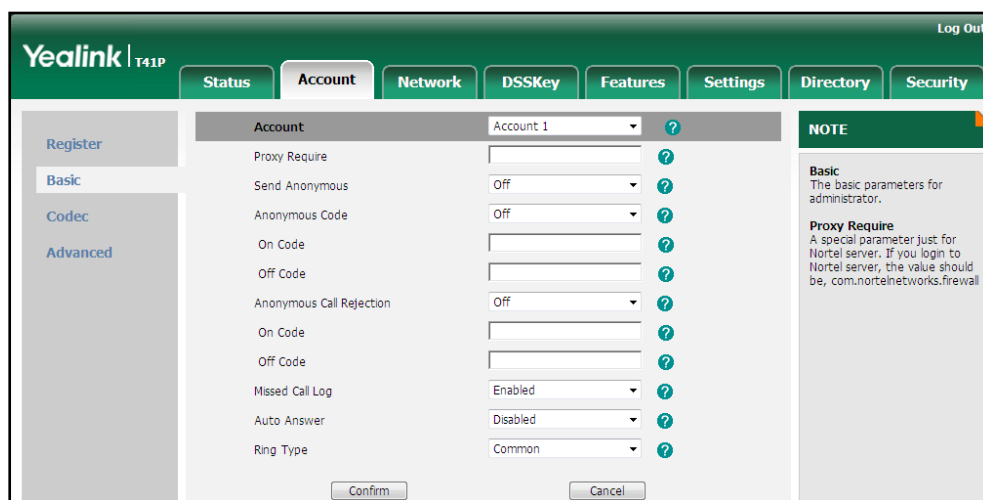 Log Out
Yealink | T41P
Status Account Network DSSKey Features Settings Directory Security
Register
Basic
Codec
Advanced
Account Account 1 ?
Proxy Require ?
Send Anonymous Off ?
Anonymous Code Off ?
On Code ?
Off Code ?
Anonymous Call Rejection Off ?
On Code ?
Off Code ?
Missed Call Log Enabled ?
Auto Answer Disabled ?
Ring Type Common ?
Confirm Cancel
NOTE
Basic
The basic parameters for
administrator.
Proxy Require
A special parameter just for
Nortel server. If you login to
Nortel server, the value should
be, com.nortelnetworks.firewall